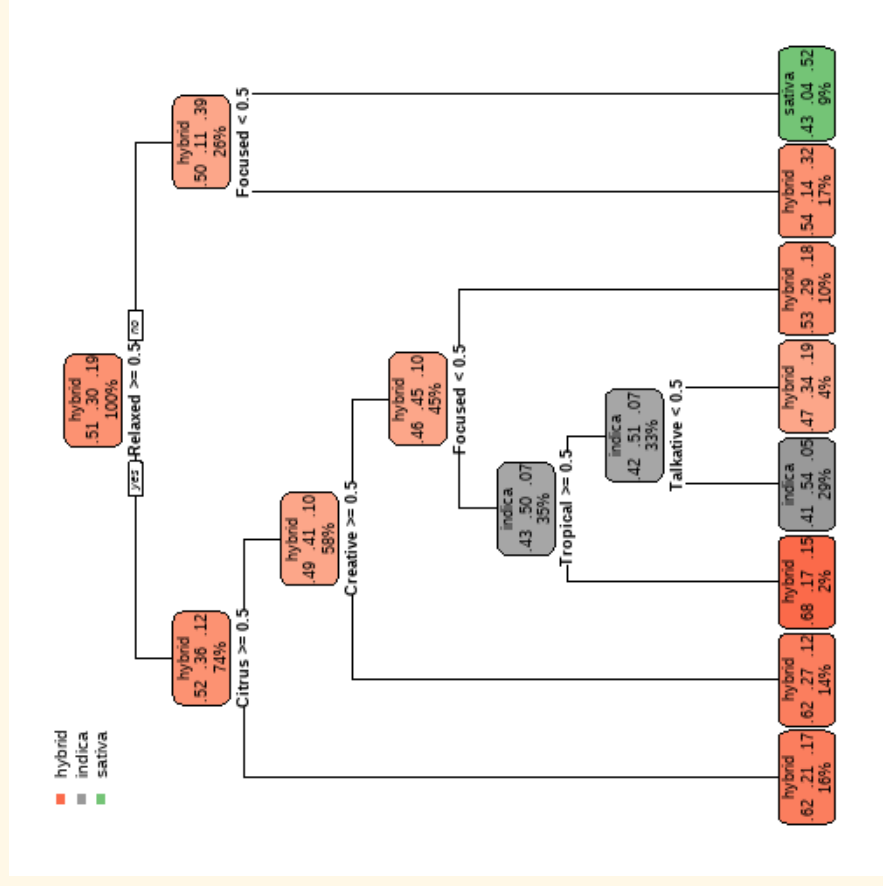 hybrid
indica
sativa
hybrid
.51 .30 .19
100%
yes
Relaxed >= 0.5
no
hybrid
.52 .36 .12
74%
Citrus >= 0.5
hybrid
.50 .11 .39
26%
Focused < 0.5
hybrid
.49 .41 .10
58%
Creative >= 0.5
hybrid
.46 .45 .10
45%
Focused < 0.5
indica
.43 .50 .07
35%
Tropical >= 0.5
indica
.42 .51 .07
33%
Talkative < 0.5
hybrid
.62 .21 .17
16%
hybrid
.62 .27 .12
14%
hybrid
.68 .17 .15
2%
indica
.41 .54 .05
29%
hybrid
.47 .34 .19
4%
hybrid
.53 .29 .18
10%
hybrid
.54 .14 .32
17%
sativa
.43 .04 .52
9%